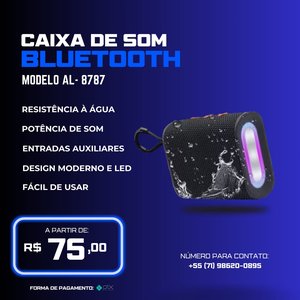 CAIXA DE SOM
BLUETOOTH
MODELO AL- 8787
RESISTÊNCIA À ÁGUA
POTÊNCIA DE SOM
ENTRADAS AUXILIARES
DESIGN MODERNO E LED
FÁCIL DE USAR
A PARTIR DE:
R$ 75,00
NÚMERO PARA CONTATO:
+55 (71) 98620-0895
FORMA DE PAGAMENTO: